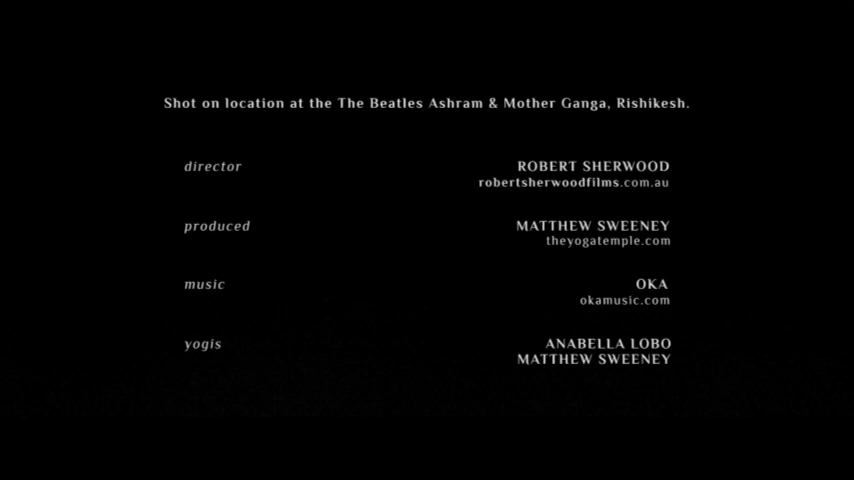 Shot on location at the The Beatles Ashram & Mother Ganga, Rishikesh.
director ROBERT SHERWOOD
robertsherwoodfilms.com.au
produced MATTHEW SWEENEY
theyogatemple.com
music OKA
okamusic.com
yogis ANABELLA LOBO
MATTHEW SWEENEY